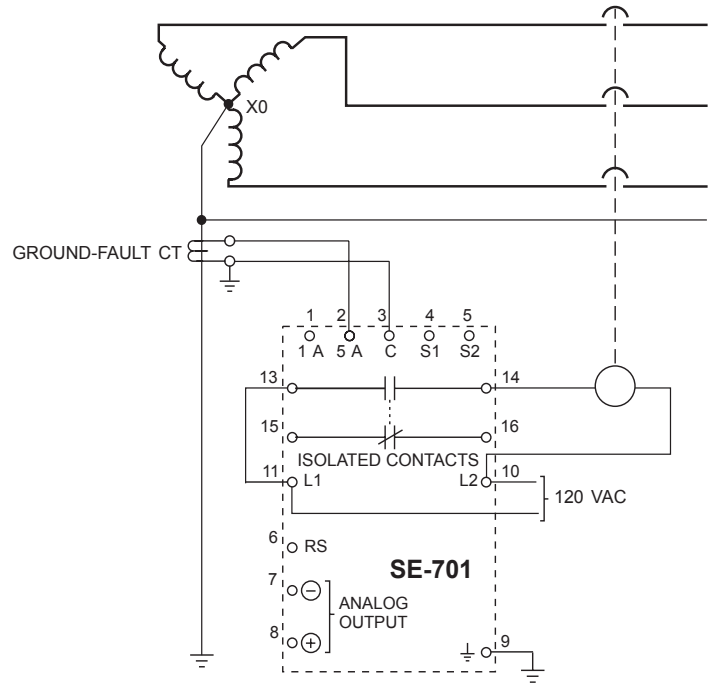 X0
GROUND-FAULT CT
1 2 3 4 5
1 A 5 A C S1 S2
13 14
15 16
ISOLATED CONTACTS
11 L1 L2 10
120 VAC
6 RS
SE-701
7 −
ANALOG
OUTPUT
8 +
9